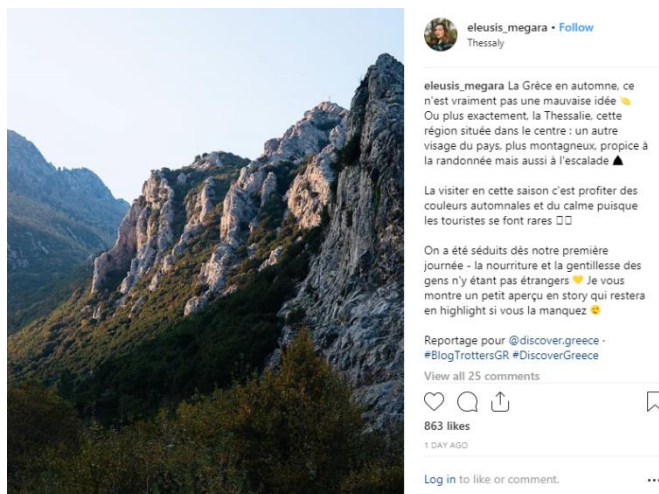 eleusis_megara • Follow
Thessaly
eleusis_megara La Grèce en automne, ce
n'est vraiment pas une mauvaise idée
Ou plus exactement, la Thessalie, cette
région située dans le centre : un autre
visage du pays, plus montagneux, propice à
la randonnée mais aussi à l'escalade
La visiter en cette saison c'est profiter des
couleurs automnales et du calme puisque
les touristes se font rares
On a été séduits dès notre première
journée - la nourriture et la gentillesse des
gens n'y étant pas étrangers 💛 Je vous
montre un petit aperçu en story qui restera
en highlight si vous la manquez
Reportage pour @discover.greece -
#BlogTrottersGR #DiscoverGreece
View all 25 comments
863 likes
1 DAY AGO
Log in to like or comment.